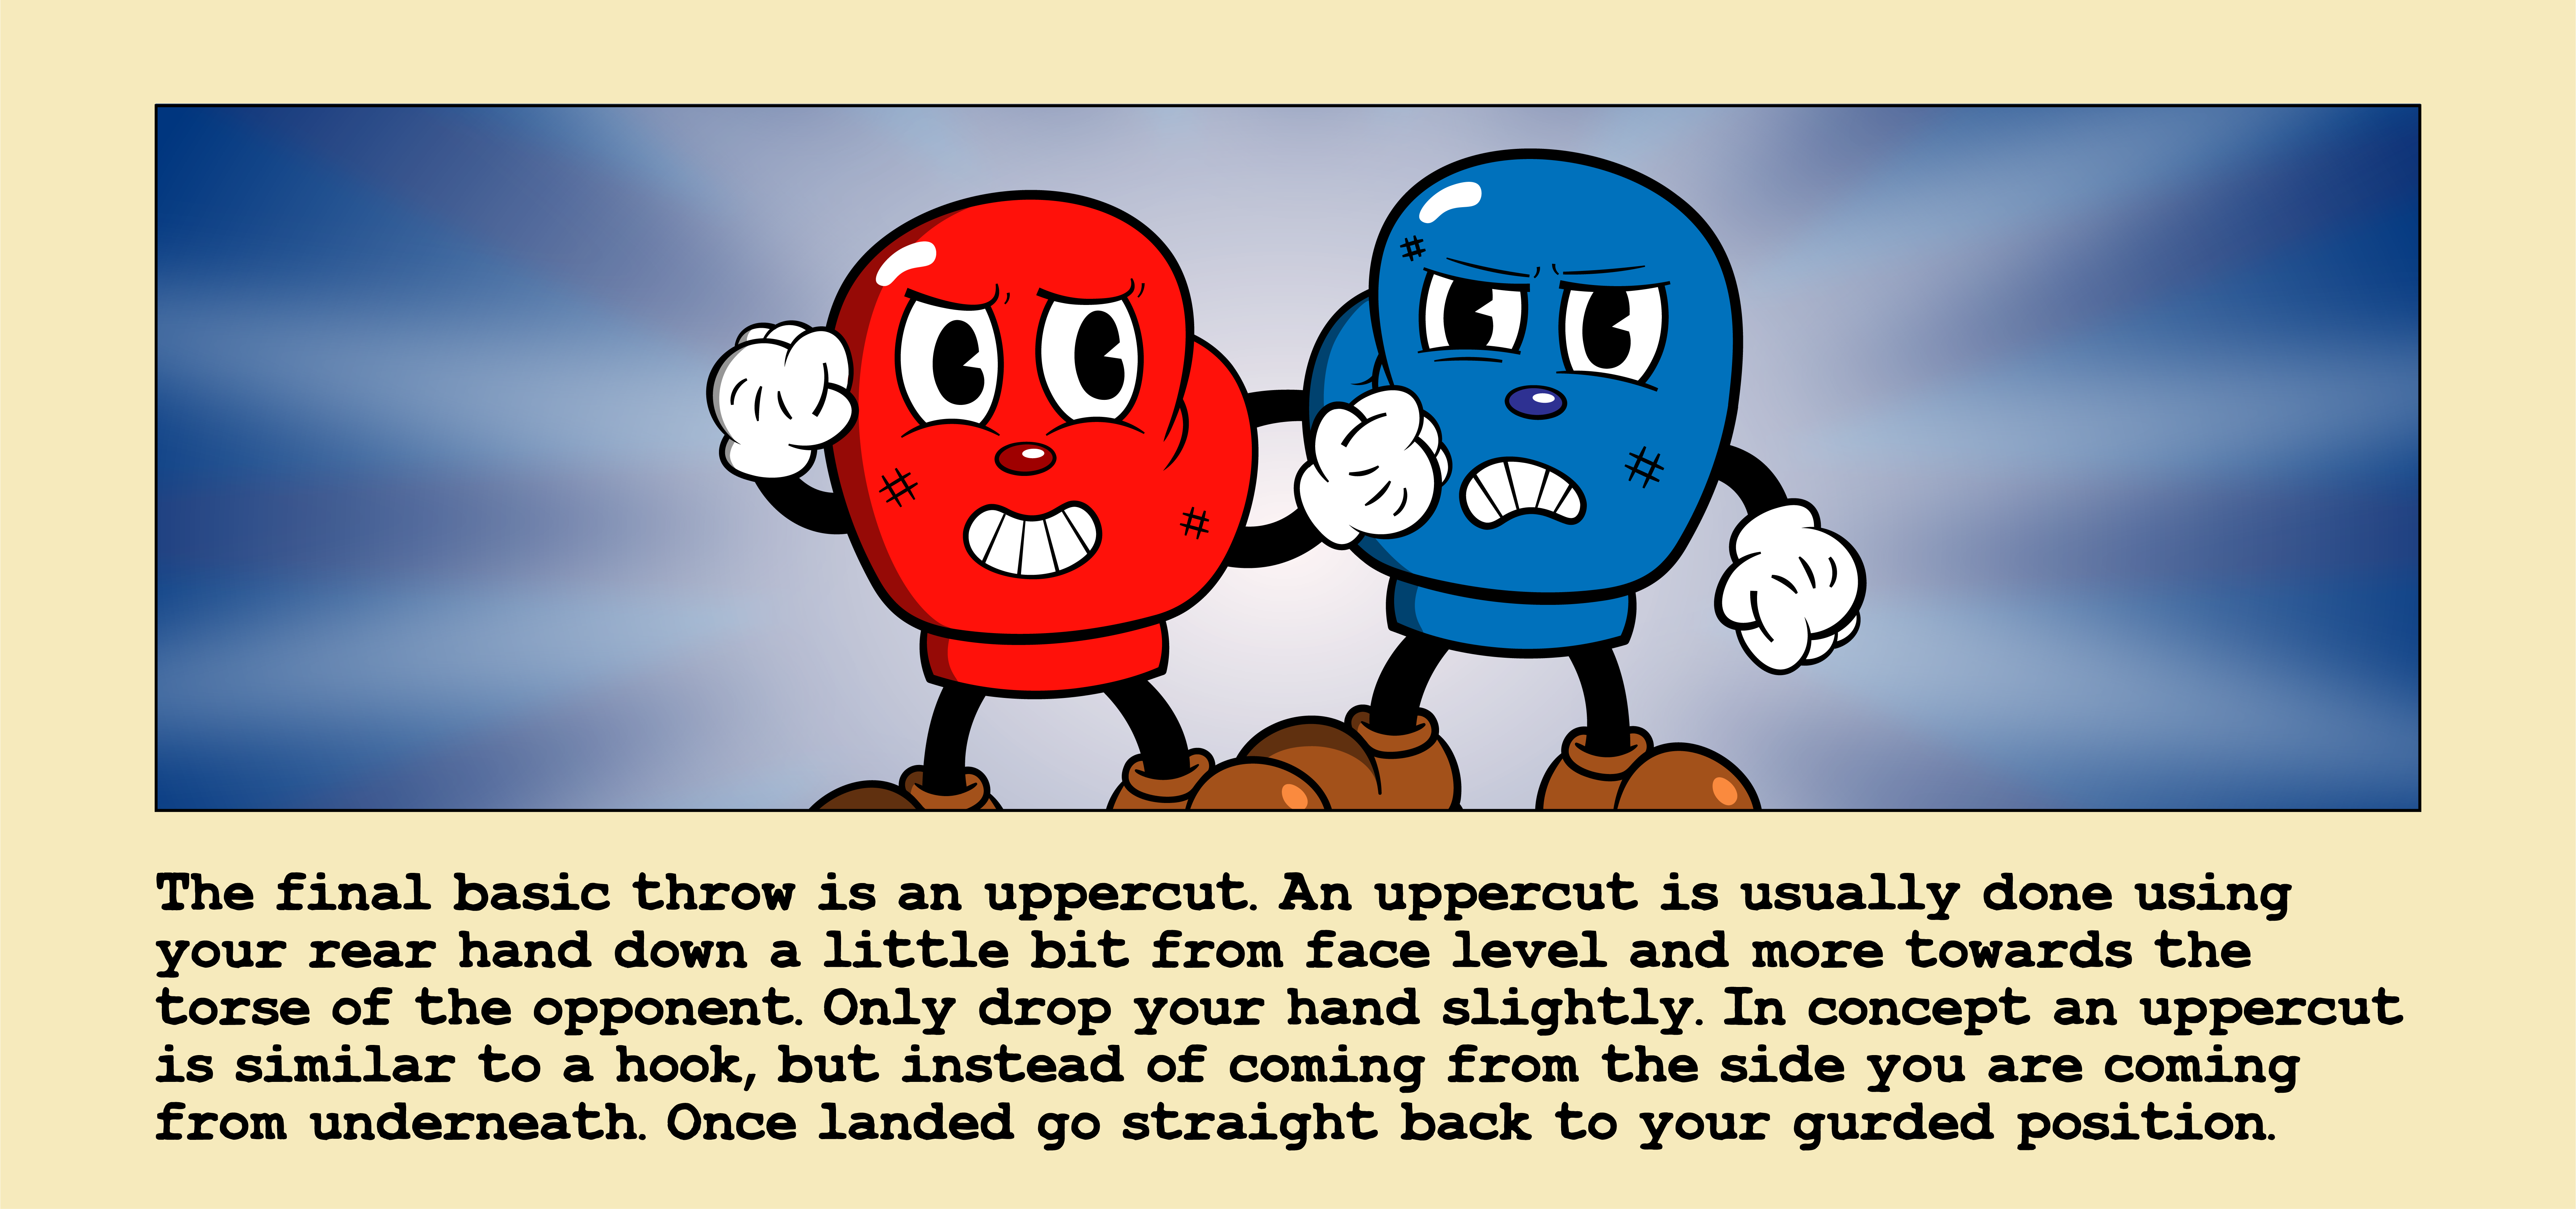 The final basic throw is an uppercut. An uppercut is usually done using
your rear hand down a little bit from face level and more towards the
torse of the opponent. Only drop your hand slightly. In concept an uppercut
is similar to a hook, but instead of coming from the side you are coming
from underneath. Once landed go straight back to your gurded position.